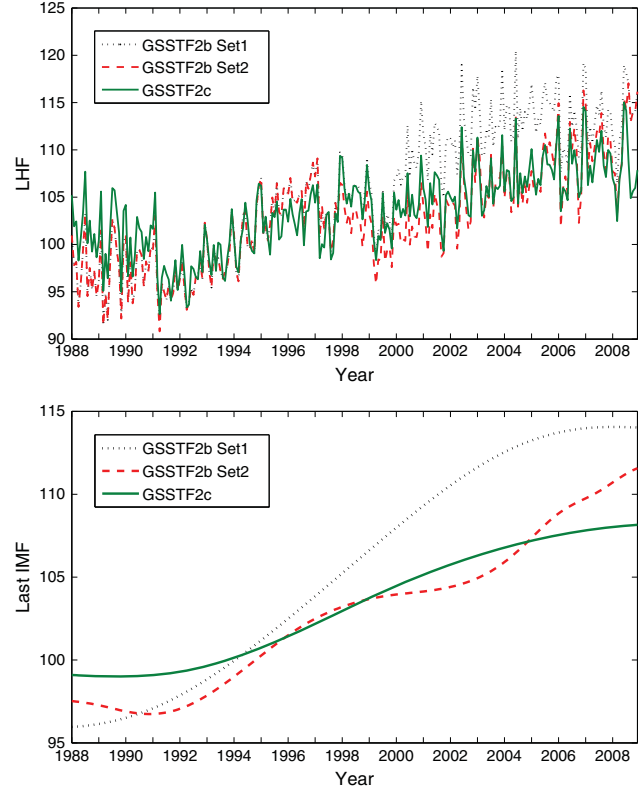 125
120
115
110
105
100
95
90
LHF
GSSTF2b Set1
GSSTF2b Set2
GSSTF2c
1988 1990 1992 1994 1996 1998 2000 2002 2004 2006 2008
Year
115
110
105
100
95
Last IMF
GSSTF2b Set1
GSSTF2b Set2
GSSTF2c
1988 1990 1992 1994 1996 1998 2000 2002 2004 2006 2008
Year